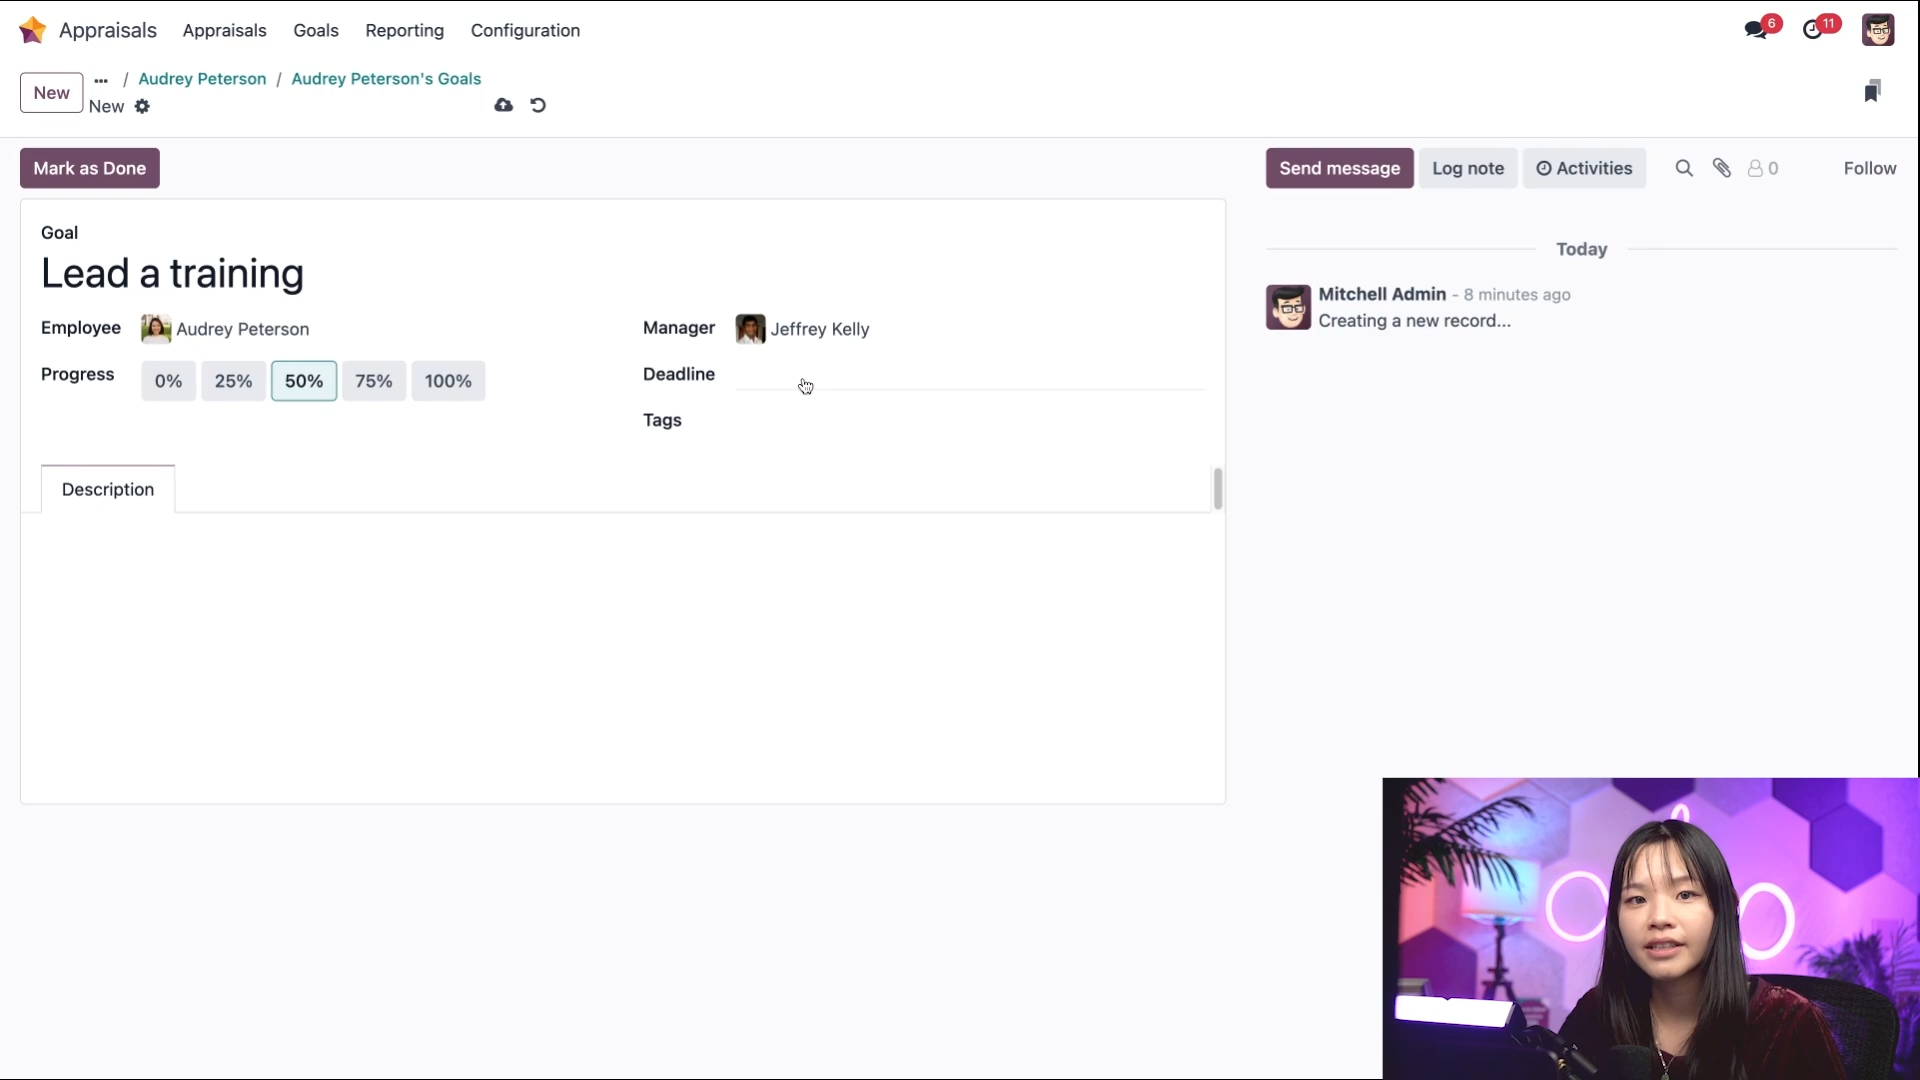 Appraisals Appraisals Goals Reporting Configuration 6 11
New ... / Audrey Peterson / Audrey Peterson's Goals
New
Mark as Done Send message Log note Activities 0 Follow
Goal
Lead a training
Employee Audrey Peterson
Progress 0% 25% 50% 75% 100%
Manager Jeffrey Kelly
Deadline
Tags
Description
Today
Mitchell Admin - 8 minutes ago
Creating a new record...